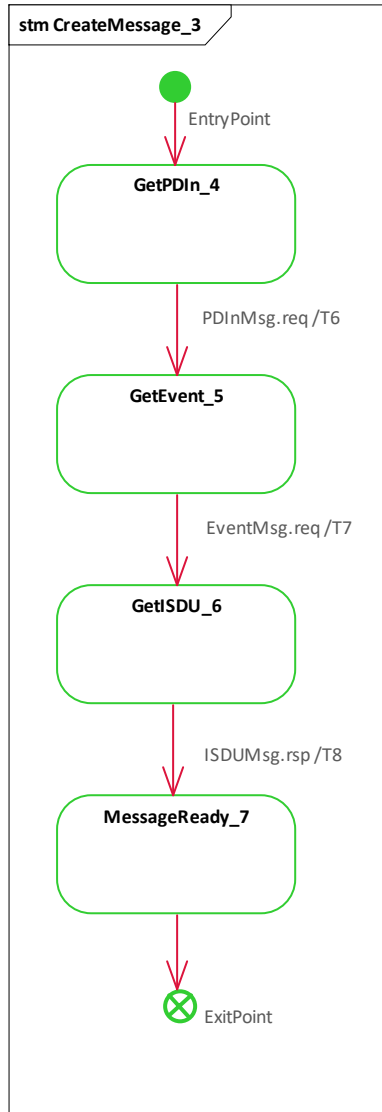 stm CreateMessage_3
EntryPoint
GetPDIn_4
PDInMsg.req /T6
GetEvent_5
EventMsg.req /T7
GetISDU_6
ISDUMsg.rsp /T8
MessageReady_7
ExitPoint